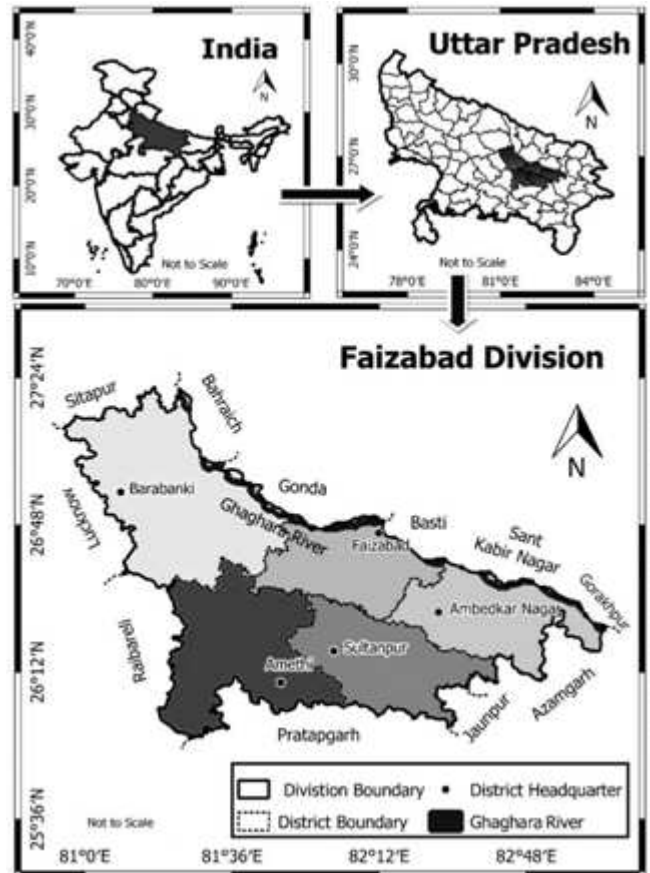 India
N
Not to Scale
40°0'N
30°0'N
20°0'N
10°0'N
70°0'E
80°0'E
90°0'E
Uttar Pradesh
N
Not to Scale
30°0'N
27°0'N
24°0'N
78°0'E
81°0'E
84°0'E
Faizabad Division
N
27°24'N
26°48'N
26°12'N
25°36'N
Sitapur
Bahraich
Lucknow
Barabanki
Gonda
Ghaghara River
Faizabad
Basti
Sant
Kabir Nagar
Gorakhpur
Ambedkar Nagar
Raibareli
Amethi
Sultanpur
Pratapgarh
Jaunpur
Azamgarh
Divistion Boundary
District Headquarter
District Boundary
Ghaghara River
Not to Scale
81°0'E
81°36'E
82°12'E
82°48'E